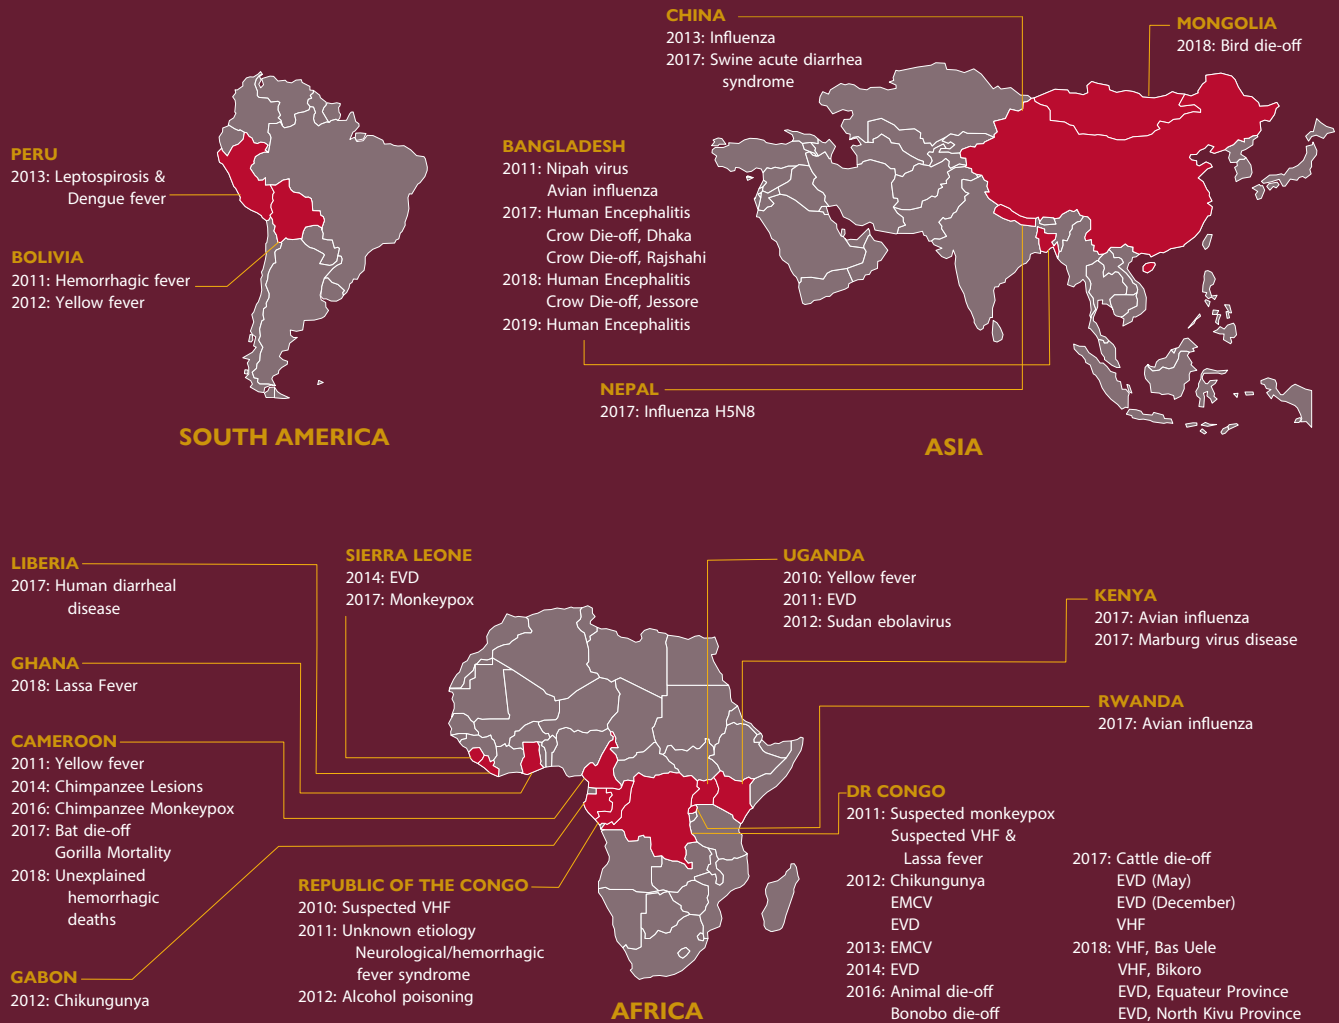 PERU
2013: Leptospirosis &
Dengue fever
BOLIVIA
2011: Hemorrhagic fever
2012: Yellow fever
SOUTH AMERICA
CHINA
2013: Influenza
2017: Swine acute diarrhea
syndrome
MONGOLIA
2018: Bird die-off
BANGLADESH
2011: Nipah virus
Avian influenza
2017: Human Encephalitis
Crow Die-off, Dhaka
Crow Die-off, Rajshahi
2018: Human Encephalitis
Crow Die-off, Jessore
2019: Human Encephalitis
NEPAL
2017: Influenza H5N8
ASIA
LIBERIA
2017: Human diarrheal
disease
GHANA
2018: Lassa Fever
CAMEROON
2011: Yellow fever
2014: Chimpanzee Lesions
2016: Chimpanzee Monkeypox
2017: Bat die-off
Gorilla Mortality
2018: Unexplained
hemorrhagic
deaths
GABON
2012: Chikungunya
SIERRA LEONE
2014: EVD
2017: Monkeypox
REPUBLIC OF THE CONGO
2010: Suspected VHF
2011: Unknown etiology
Neurological/hemorrhagic
fever syndrome
2012: Alcohol poisoning
UGANDA
2010: Yellow fever
2011: EVD
2012: Sudan ebolavirus
KENYA
2017: Avian influenza
2017: Marburg virus disease
RWANDA
2017: Avian influenza
DR CONGO
2011: Suspected monkeypox
Suspected VHF &
Lassa fever
2012: Chikungunya
EMCV
EVD
2013: EMCV
2014: EVD
2016: Animal die-off
Bonobo die-off
2017: Cattle die-off
EVD (May)
EVD (December)
VHF
2018: VHF, Bas Uele
VHF, Bikoro
EVD, Equateur Province
EVD, North Kivu Province
AFRICA